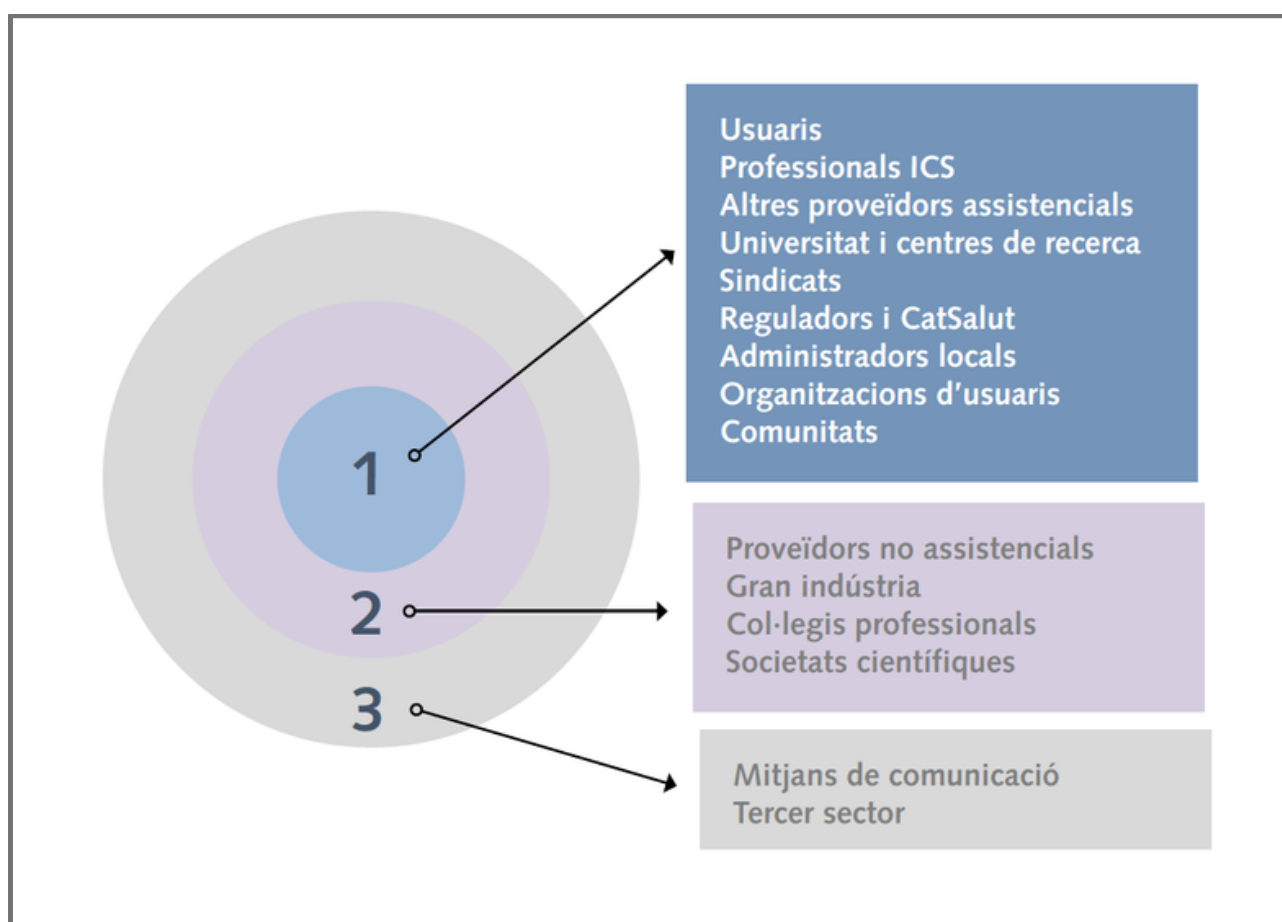 Usuaris
Professionals ICS
Altres proveïdors assistencials
Universitat i centres de recerca
Sindicats
Reguladors i CatSalut
Administradors locals
Organitzacions d'usuaris
Comunitats
1
2
3
Proveïdors no assistencials
Gran indústria
Col·legis professionals
Societats científiques
Mitjans de comunicació
Tercer sector